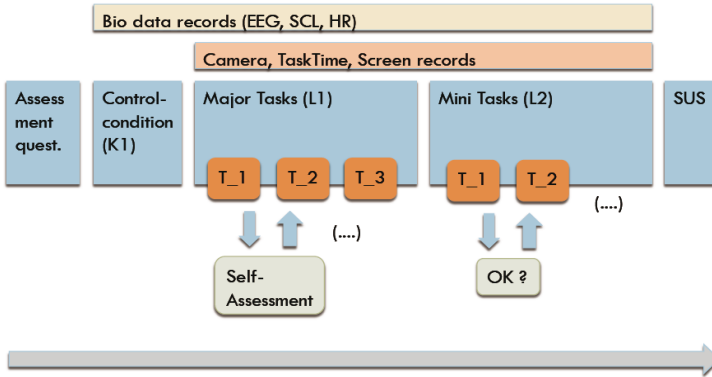 Bio data records (EEG, SCL, HR)
Camera, TaskTime, Screen records
Assess
ment
quest.
Control-
condition
(K1)
Major Tasks (L1)
Mini Tasks (L2)
SUS
T_1
T_2
T_3
T_1
T_2
(....)
(....)
Self-
Assessment
OK ?